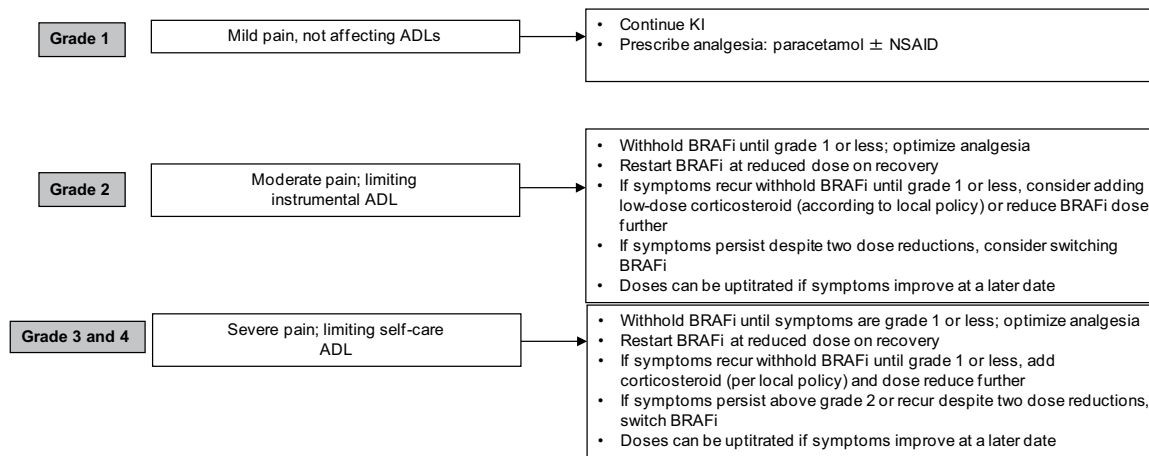 Grade 1
Mild pain, not affecting ADLs
• Continue KI
• Prescribe analgesia: paracetamol ± NSAID
Grade 2
Moderate pain; limiting
instrumental ADL
• Withhold BRAFi until grade 1 or less; optimize analgesia
• Restart BRAFi at reduced dose on recovery
• If symptoms recur withhold BRAFi until grade 1 or less, consider adding
low-dose corticosteroid (according to local policy) or reduce BRAFi dose
further
• If symptoms persist despite two dose reductions, consider switching
BRAFi
• Doses can be uptitrated if symptoms improve at a later date
Grade 3 and 4
Severe pain; limiting self-care
ADL
• Withhold BRAFi until symptoms are grade 1 or less; optimize analgesia
• Restart BRAFi at reduced dose on recovery
• If symptoms recur withhold BRAFi until grade 1 or less, add
corticosteroid (per local policy) and dose reduce further
• If symptoms persist above grade 2 or recur despite two dose reductions,
switch BRAFi
• Doses can be uptitrated if symptoms improve at a later date